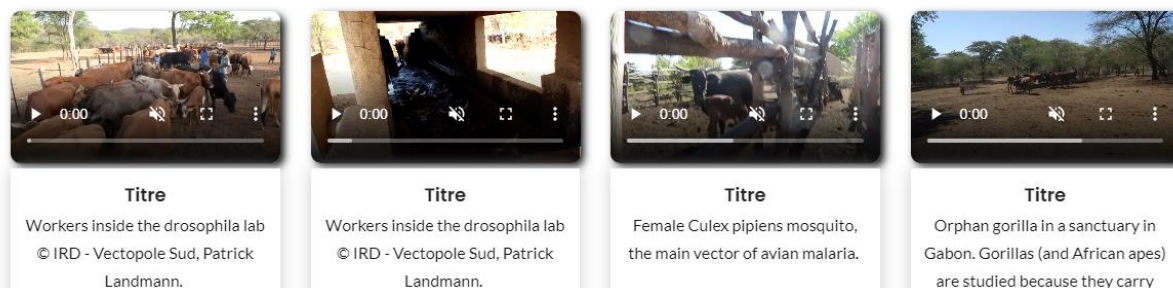 0:00
0:00
0:00
0:00
Titre
Workers inside the drosophila lab
© IRD - Vectopole Sud, Patrick
Landmann.
Titre
Workers inside the drosophila lab
© IRD - Vectopole Sud, Patrick
Landmann.
Titre
Female Culex pipiens mosquito,
the main vector of avian malaria.
Titre
Orphan gorilla in a sanctuary in
Gabon. Gorillas (and African apes)
are studied because they carry